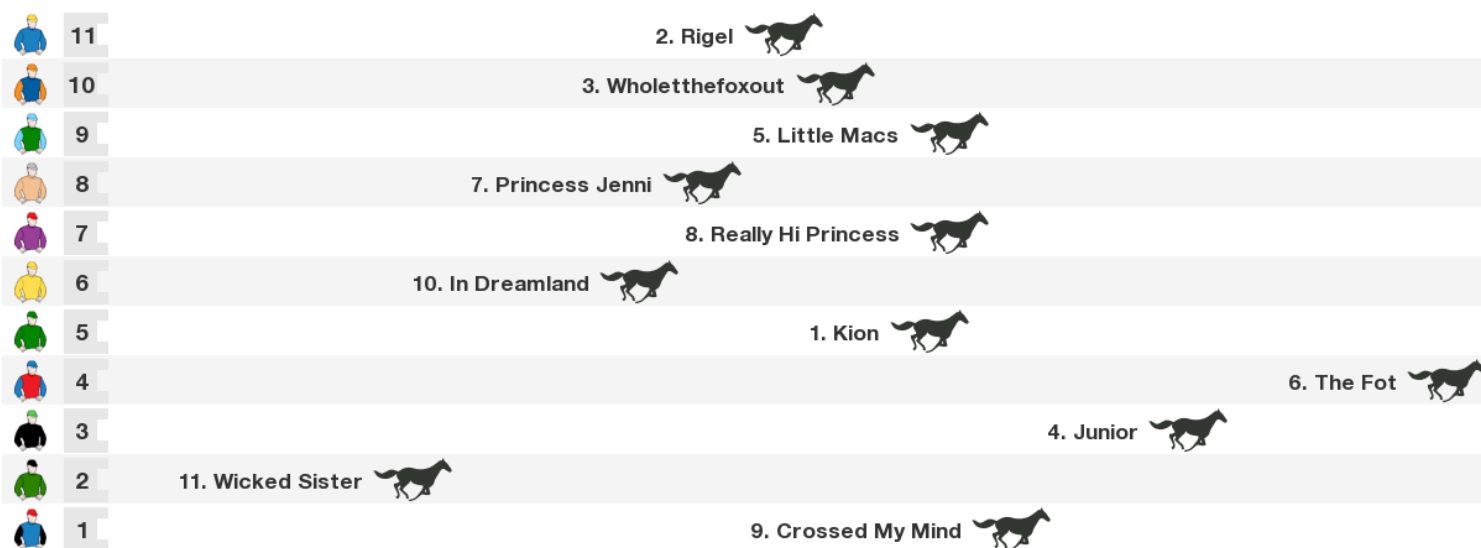 11 2. Rigel
10 3. Wholetthefoxout
9 5. Little Macs
8 7. Princess Jenni
7 8. Really Hi Princess
6 10. In Dreamland
5 1. Kion
4 6. The Fot
3 4. Junior
2 11. Wicked Sister
1 9. Crossed My Mind